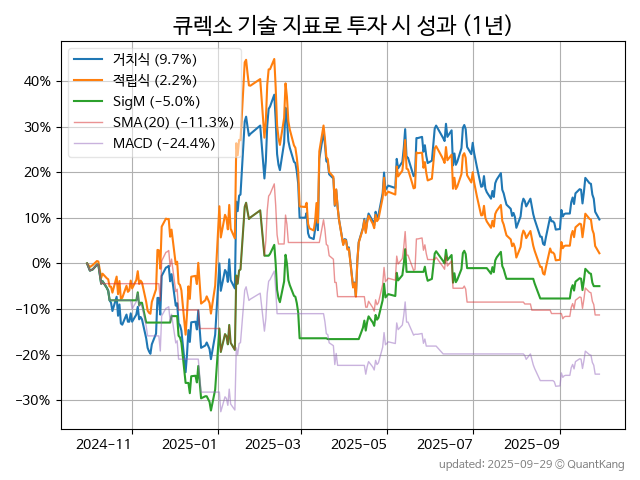 큐렉소 기술 지표로 투자 시 성과 (1년)
거치식 (9.7%)
적립식 (2.2%)
SigM (−5.0%)
SMA(20) (−11.3%)
MACD (−24.4%)
40%
30%
20%
10%
0%
−10%
−20%
−30%
2024−11 2025−01 2025−03 2025−05 2025−07 2025−09
updated: 2025−09−29 © QuantKang